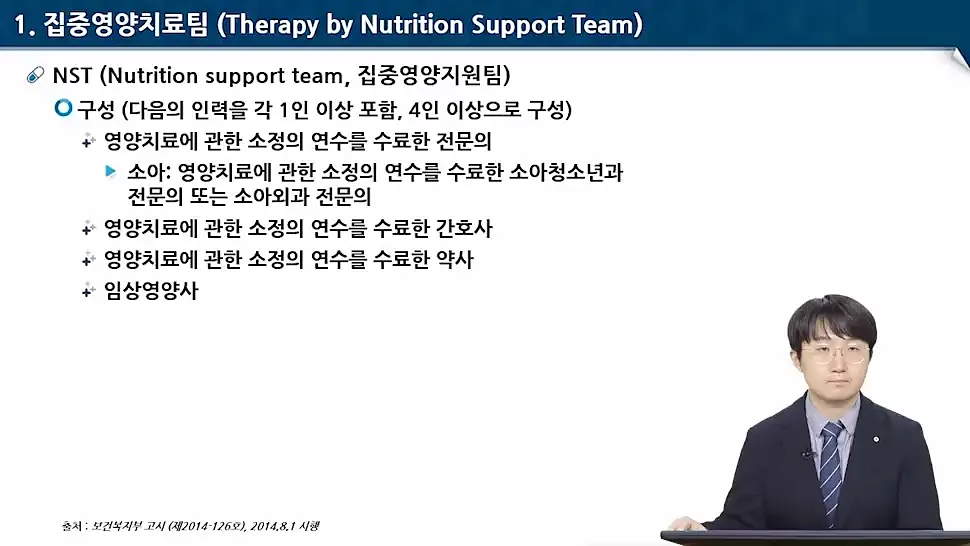 1. 집중영양치료팀 (Therapy by Nutrition Support Team)
NST (Nutrition support team, 집중영양지원팀)
구성 (다음의 인력을 각 1인 이상 포함, 4인 이상으로 구성)
영양치료에 관한 소정의 연수를 수료한 전문의
소아: 영양치료에 관한 소정의 연수를 수료한 소아청소년과
전문의 또는 소아외과 전문의
영양치료에 관한 소정의 연수를 수료한 간호사
영양치료에 관한 소정의 연수를 수료한 약사
임상영양사
출처 : 보건복지부 고시 (제2014-126호), 2014.8.1 시행